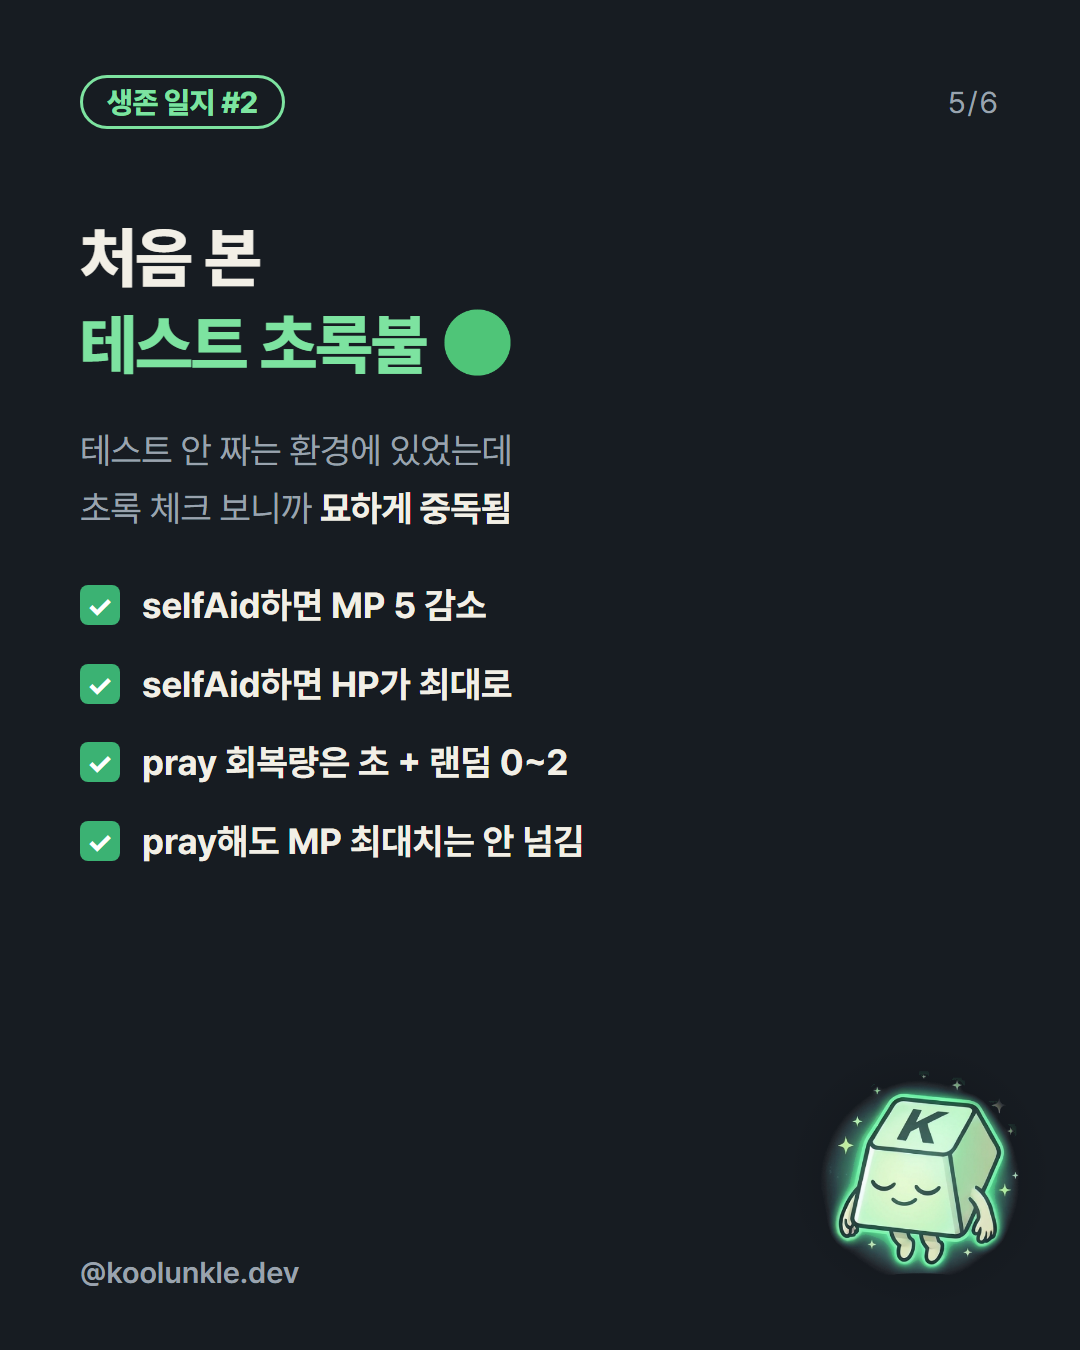 생존 일지 #2
5/6
처음 본
테스트 초록불
테스트 안 짜는 환경에 있었는데
초록 체크 보니까 묘하게 중독됨
selfAid하면 MP 5 감소
selfAid하면 HP가 최대로
pray 회복량은 초 + 랜덤 0~2
pray해도 MP 최대치는 안 넘김
K
@koolunkle.dev